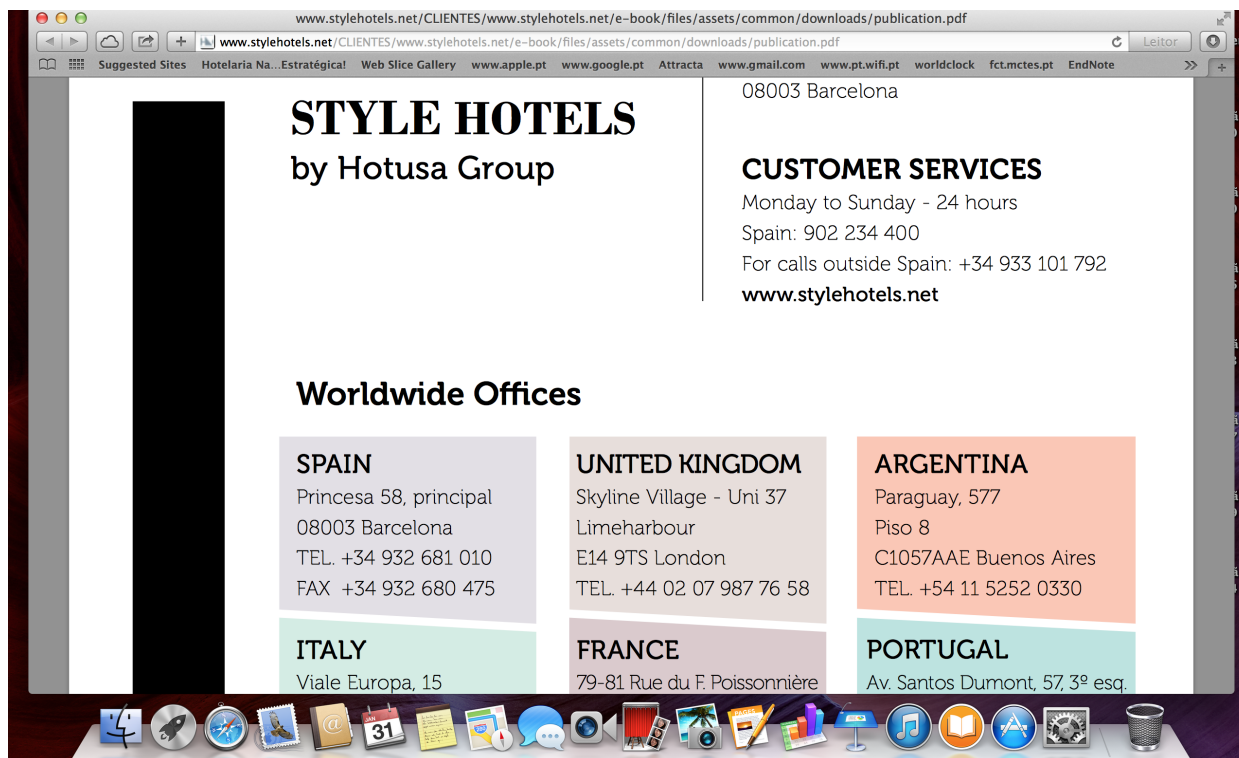 www.stylehotels.net/CLIENTES/www.stylehotels.net/e-book/files/assets/common/downloads/publication.pdf
www.stylehotels.net/CLIENTES/www.stylehotels.net/e-book/files/assets/common/downloads/publication.pdf Leitor
Suggested Sites Hotelaria Na...Estratégica! Web Slice Gallery www.apple.pt www.google.pt Attracta www.gmail.com www.pt.wifi.pt worldclock fct.mctes.pt EndNote
STYLE HOTELS
by Hotusa Group
08003 Barcelona
CUSTOMER SERVICES
Monday to Sunday - 24 hours
Spain: 902 234 400
For calls outside Spain: +34 933 101 792
www.stylehotels.net
Worldwide Offices
SPAIN
Princesa 58, principal
08003 Barcelona
TEL. +34 932 681 010
FAX +34 932 680 475
UNITED KINGDOM
Skyline Village - Uni 37
Limeharbour
E14 9TS London
TEL. +44 02 07 987 76 58
ARGENTINA
Paraguay, 577
Piso 8
C1057AAE Buenos Aires
TEL. +54 11 5252 0330
ITALY
Viale Europa, 15
FRANCE
79-81 Rue du F. Poissonnière
PORTUGAL
Av. Santos Dumont, 57, 3º esq.
JAN
31
PAGES